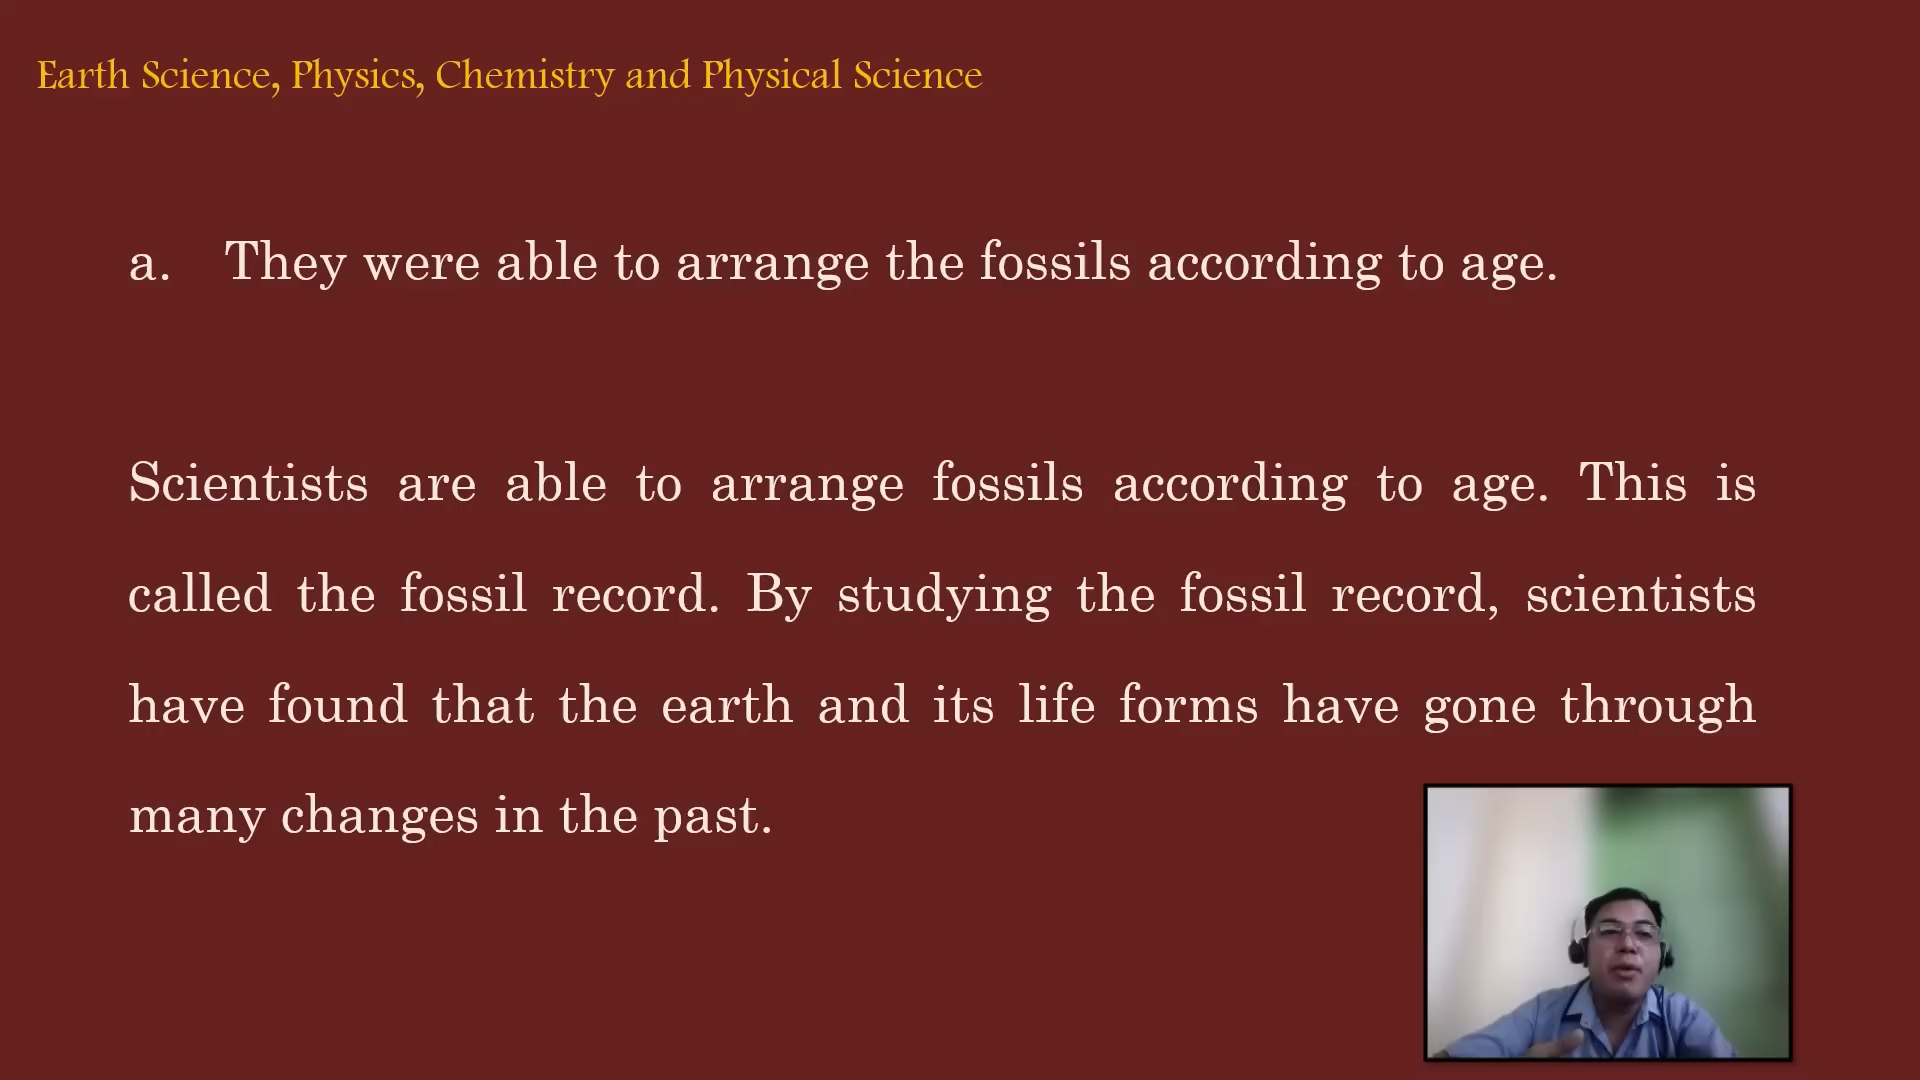 Earth Science, Physics, Chemistry and Physical Science
a. They were able to arrange the fossils according to age.
Scientists are able to arrange fossils according to age. This is
called the fossil record. By studying the fossil record, scientists
have found that the earth and its life forms have gone through
many changes in the past.